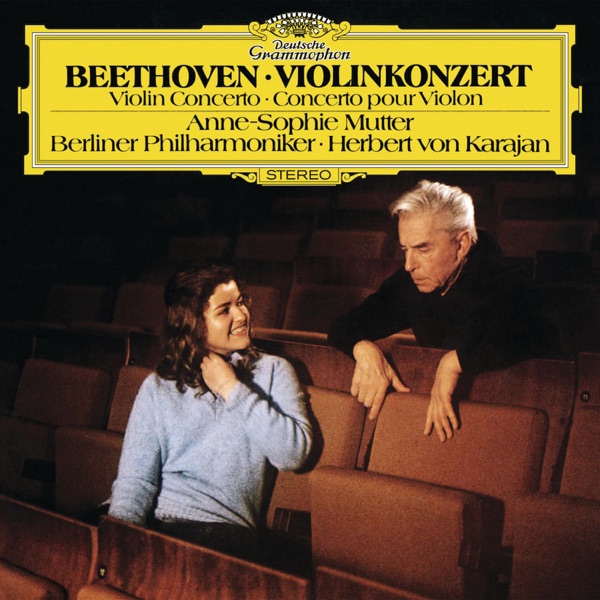 Deutsche
Grammophon
BEETHOVEN · VIOLINKONZERT
Violin Concerto · Concerto pour Violon
Anne-Sophie Mutter
Berliner Philharmoniker · Herbert von Karajan
STEREO